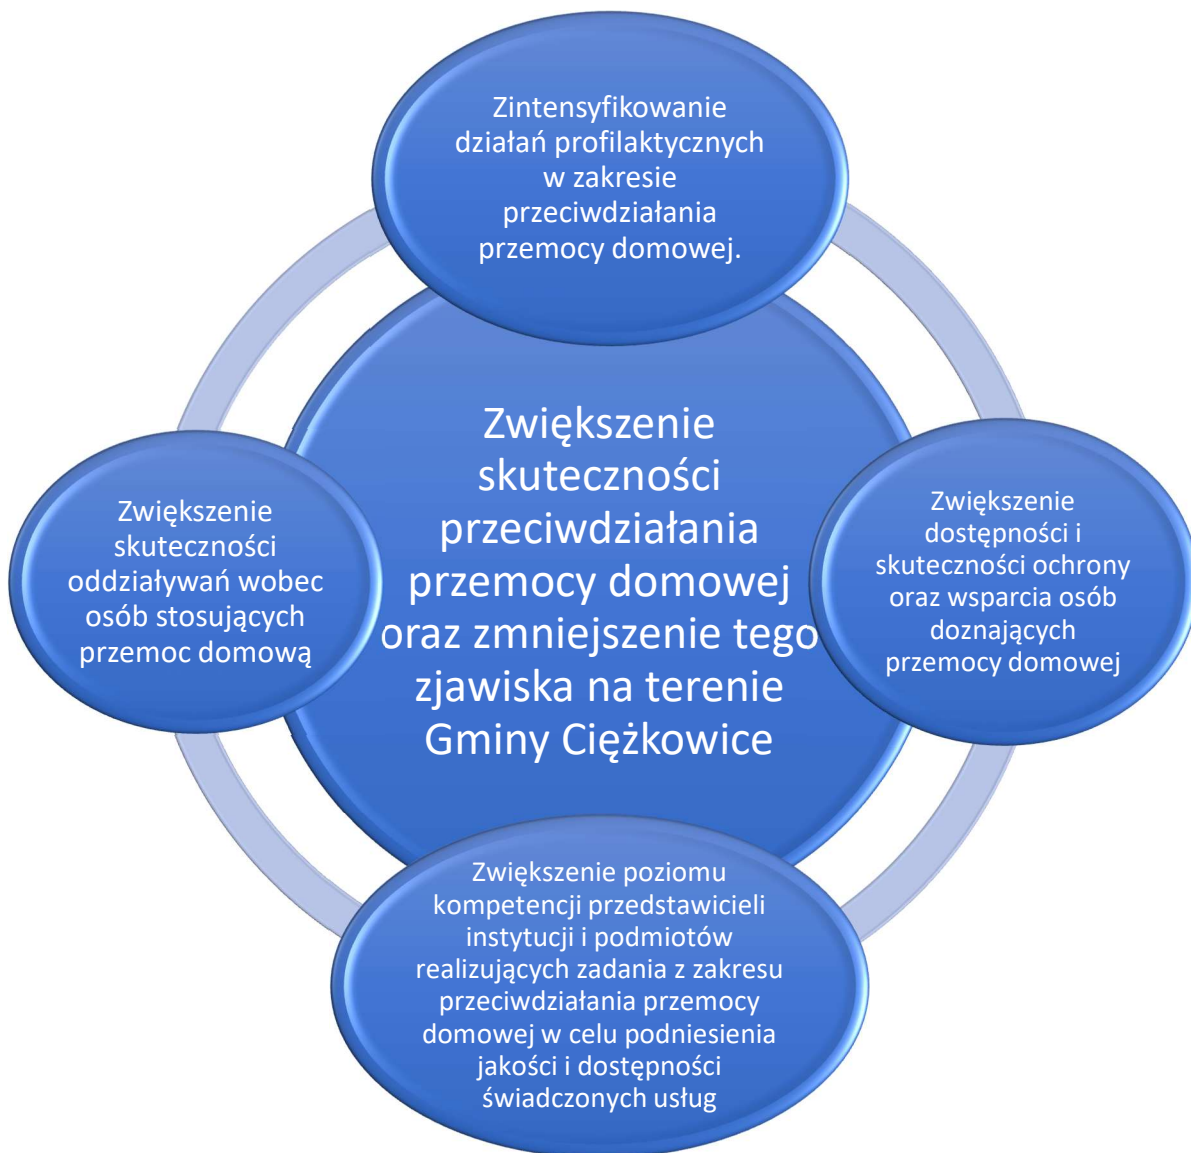 Zintensyfikowanie
działań profilaktycznych
w zakresie
przeciwdziałania
przemocy domowej.
Zwiększenie
skuteczności
przeciwdziałania
przemocy domowej
oraz zmniejszenie tego
zjawiska na terenie
Gminy Ciężkowice
Zwiększenie
skuteczności
oddziaływań wobec
osób stosujących
przemoc domową
Zwiększenie
dostępności i
skuteczności ochrony
oraz wsparcia osób
doznających
przemocy domowej
Zwiększenie poziomu
kompetencji przedstawicieli
instytucji i podmiotów
realizujących zadania z zakresu
przeciwdziałania przemocy
domowej w celu podniesienia
jakości i dostępności
świadczonych usług